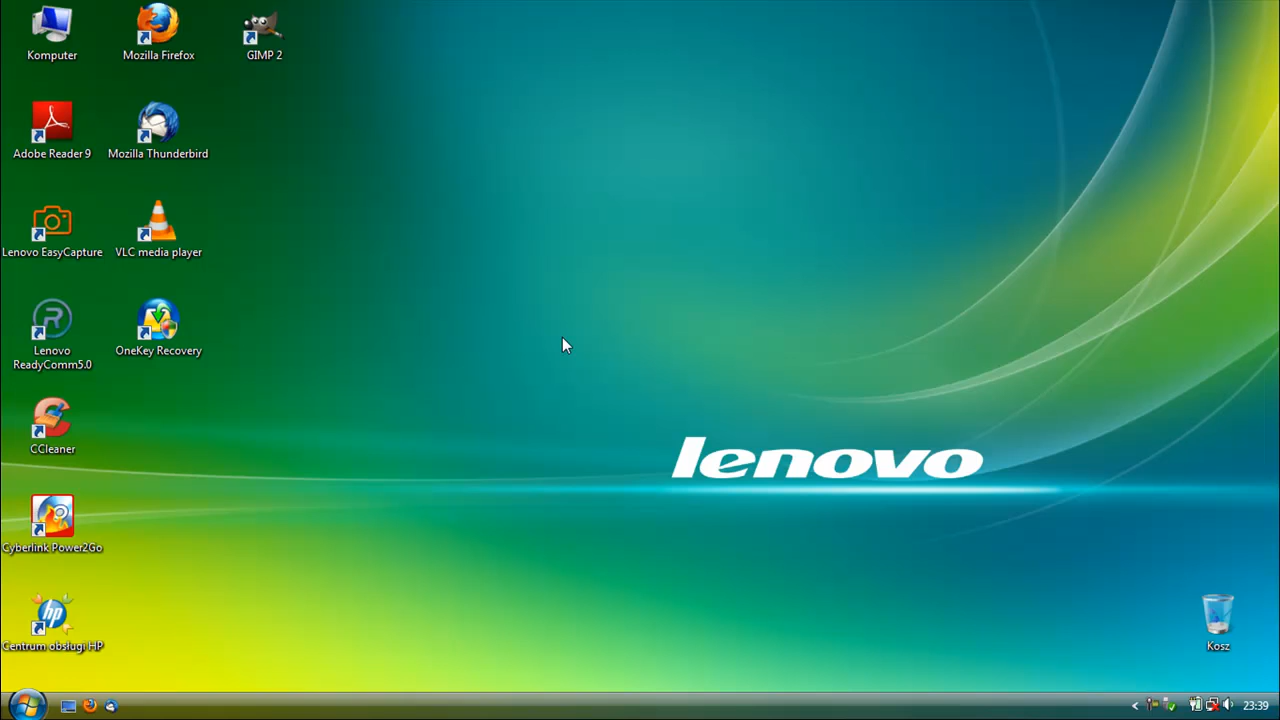 Komputer
Mozilla Firefox
GIMP 2
Adobe Reader 9
Mozilla Thunderbird
Lenovo EasyCapture
VLC media player
Lenovo
ReadyComm5.0
OneKey Recovery
CCleaner
lenovo
Cyberlink Power2Go
hp
Centrum obsługi HP
Kosz
23:39